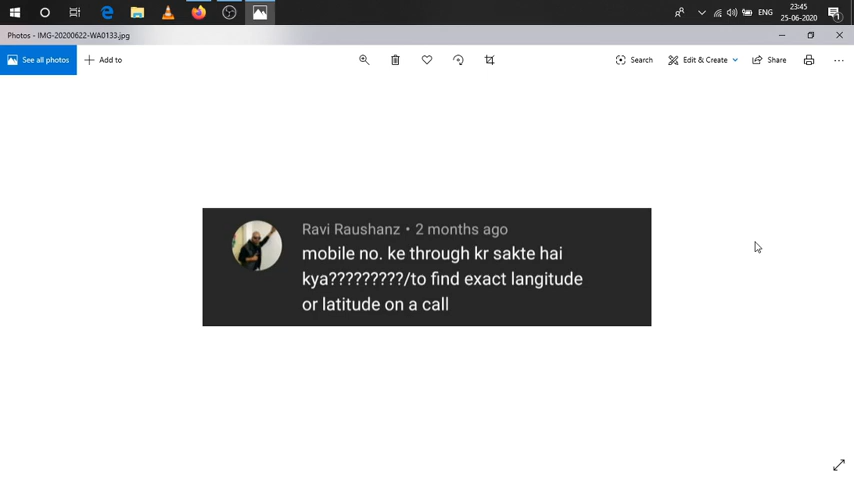 23:45
ENG
25-06-2020
1
Photos - IMG-20200622-WA0133.jpg
See all photos
Add to
Search
Edit & Create
Share
Ravi Raushanz • 2 months ago
mobile no. ke through kr sakte hai
kya?????????/to find exact langitude
or latitude on a call